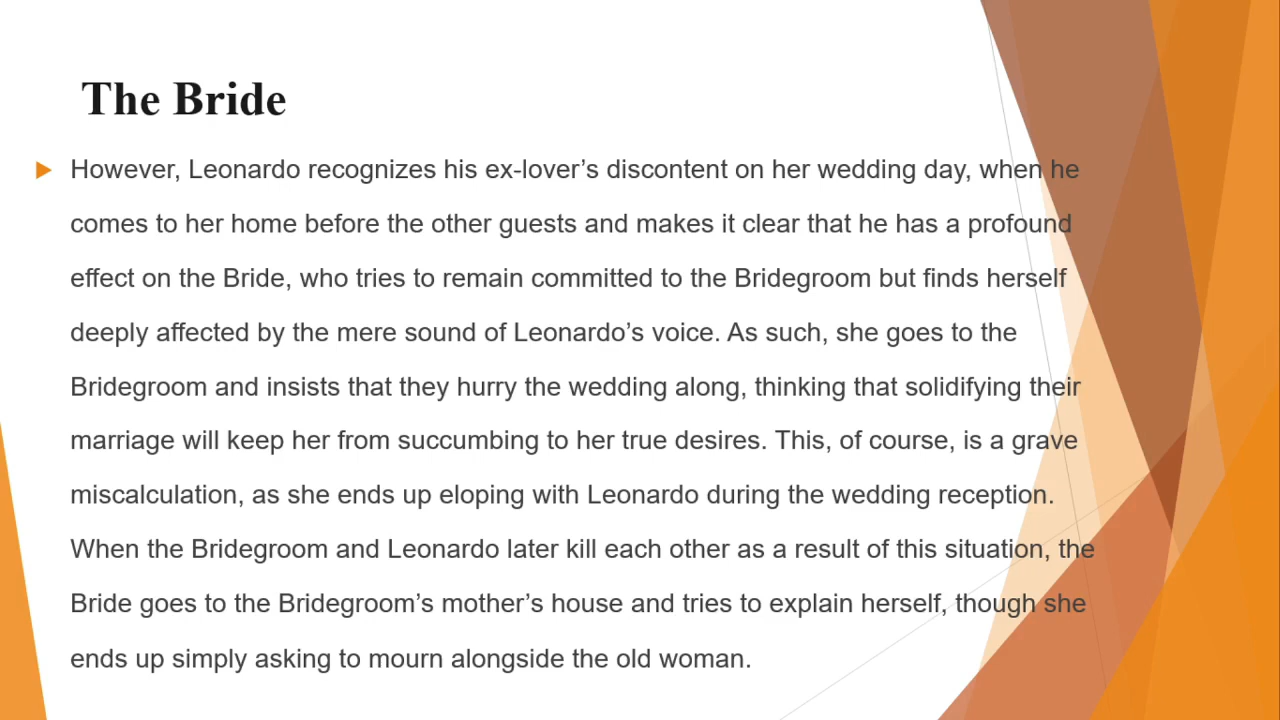 The Bride
However, Leonardo recognizes his ex-lover’s discontent on her wedding day, when he
comes to her home before the other guests and makes it clear that he has a profound
effect on the Bride, who tries to remain committed to the Bridegroom but finds herself
deeply affected by the mere sound of Leonardo’s voice. As such, she goes to the
Bridegroom and insists that they hurry the wedding along, thinking that solidifying their
marriage will keep her from succumbing to her true desires. This, of course, is a grave
miscalculation, as she ends up eloping with Leonardo during the wedding reception.
When the Bridegroom and Leonardo later kill each other as a result of this situation, the
Bride goes to the Bridegroom’s mother’s house and tries to explain herself, though she
ends up simply asking to mourn alongside the old woman.